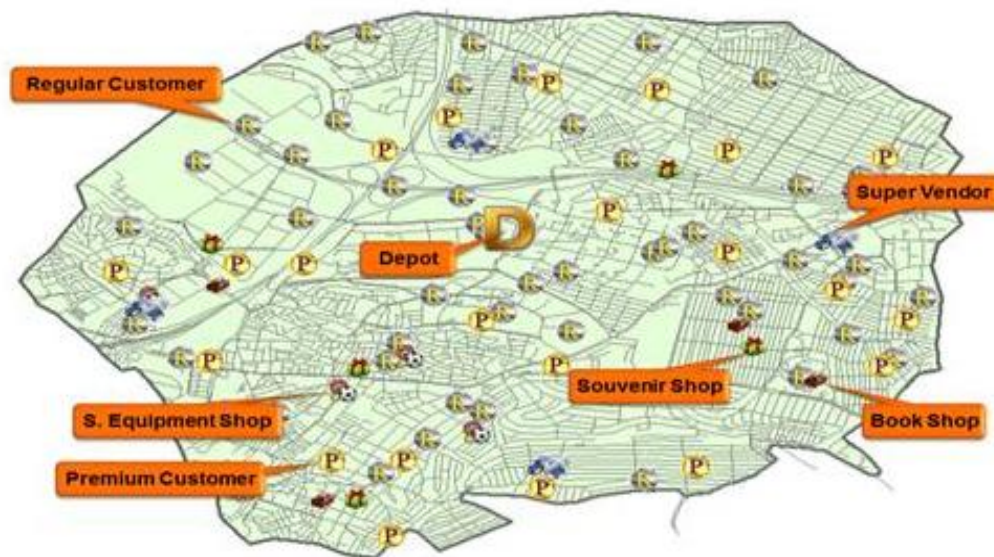 Regular Customer
Super Vendor
D
Depot
Souvenir Shop
S. Equipment Shop
Book Shop
Premium Customer